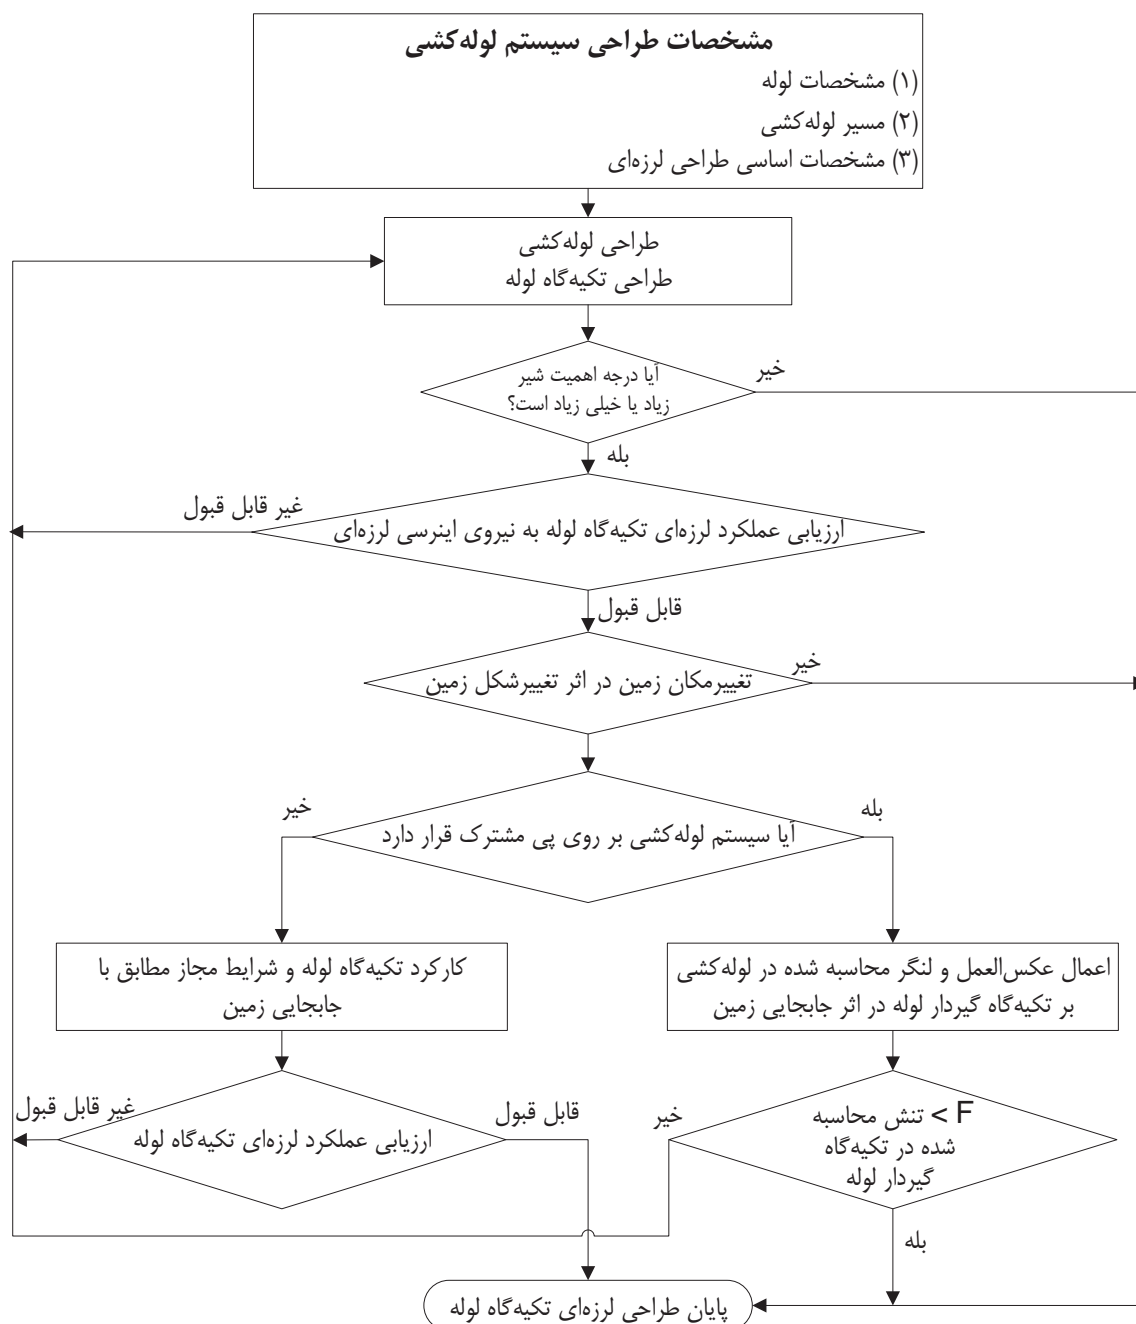 مشخصات طراحی سیستم لوله‌کشی
(۱) مشخصات لوله
(۲) مسیر لوله‌کشی
(۳) مشخصات اساسی طراحی لرزه‌ای
طراحی لوله‌کشی
طراحی تکیه‌گاه لوله
آیا درجه اهمیت شیر
زیاد یا خیلی زیاد است؟
خیر
بله
ارزیابی عملکرد لرزه‌ای تکیه‌گاه لوله به نیروی اینرسی لرزه‌ای
غیر قابل قبول
قابل قبول
تغییرمکان زمین در اثر تغییرشکل زمین
خیر
آیا سیستم لوله‌کشی بر روی پی مشترک قرار دارد
بله
خیر
اعمال عکس‌العمل و لنگر محاسبه شده در لوله‌کشی
بر تکیه‌گاه گیردار لوله در اثر جابجایی زمین
کارکرد تکیه‌گاه لوله و شرایط مجاز مطابق با
جابجایی زمین
F > تنش محاسبه
شده در تکیه‌گاه
گیردار لوله
خیر
بله
ارزیابی عملکرد لرزه‌ای تکیه‌گاه لوله
قابل قبول
غیر قابل قبول
پایان طراحی لرزه‌ای تکیه‌گاه لوله